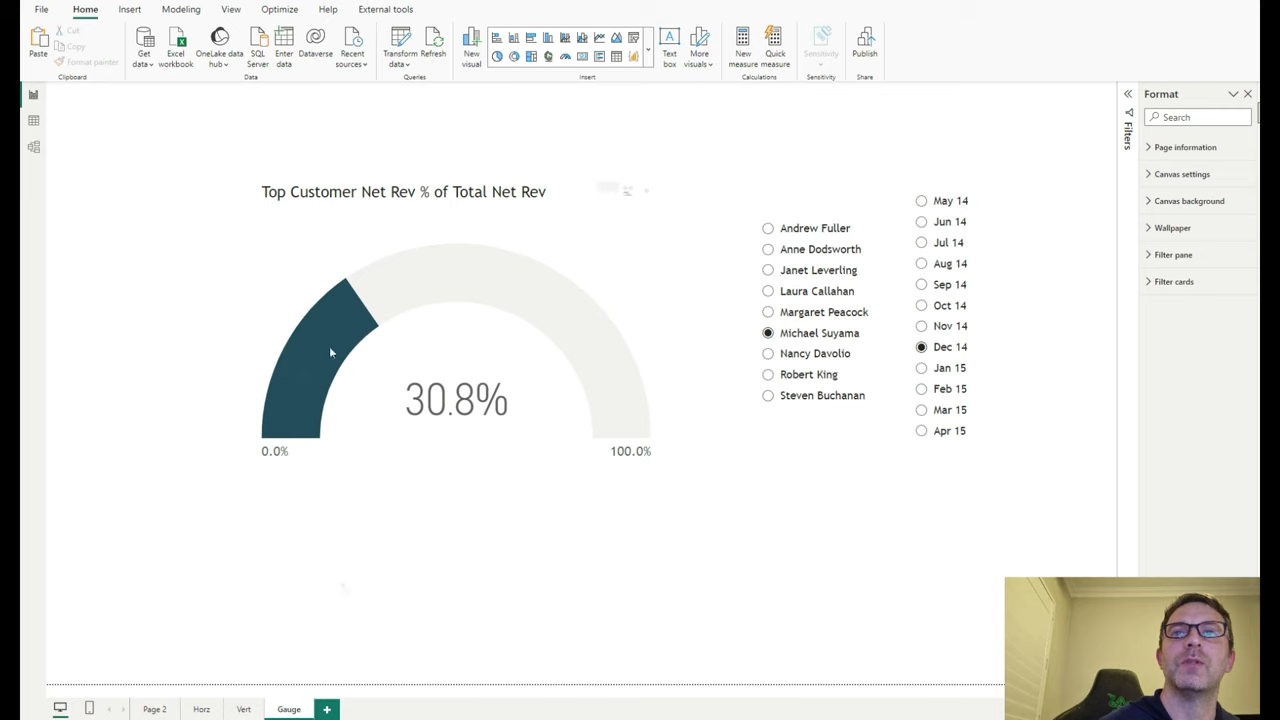 File Home Insert Modeling View Optimize Help External tools
Paste
Cut
Copy
Format painter
Clipboard
Get data
Excel workbook
OneLake data hub
SQL Server
Enter data
Dataverse
Recent sources
Data
Transform data
Refresh
Queries
New visual
Text box
More visuals
Insert
New measure
Quick measure
Calculations
Sensitivity
Sensitivity
Publish
Share
Filters
Format
Search
Page information
Canvas settings
Canvas background
Wallpaper
Filter pane
Filter cards
Top Customer Net Rev % of Total Net Rev
30.8%
0.0%
100.0%
Andrew Fuller
Anne Dodsworth
Janet Leverling
Laura Callahan
Margaret Peacock
Michael Suyama
Nancy Davolio
Robert King
Steven Buchanan
May 14
Jun 14
Jul 14
Aug 14
Sep 14
Oct 14
Nov 14
Dec 14
Jan 15
Feb 15
Mar 15
Apr 15
Page 2 Horz Vert Gauge